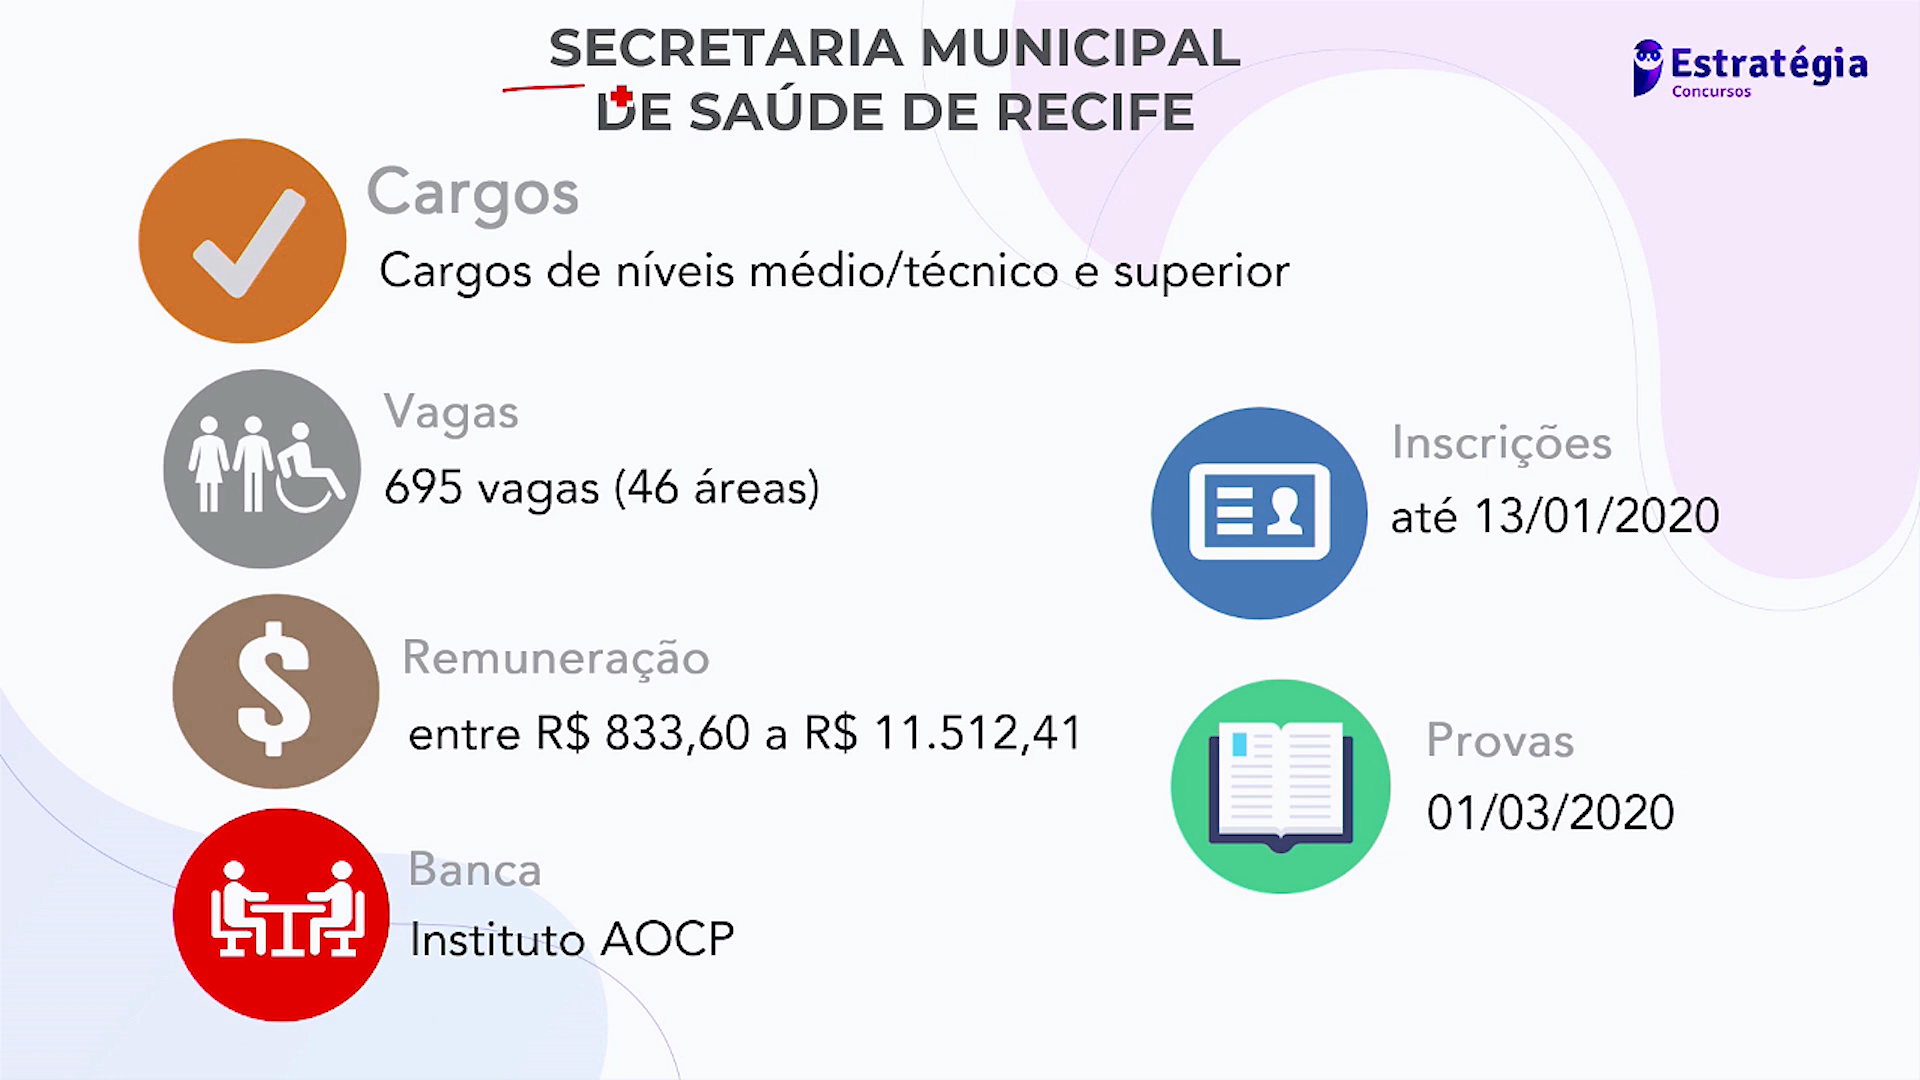 SECRETARIA MUNICIPAL
DE SAÚDE DE RECIFE
Estratégia
Concursos
Cargos
Cargos de níveis médio/técnico e superior
Vagas
695 vagas (46 áreas)
Remuneração
entre R$ 833,60 a R$ 11.512,41
Banca
Instituto AOCP
Inscrições
até 13/01/2020
Provas
01/03/2020